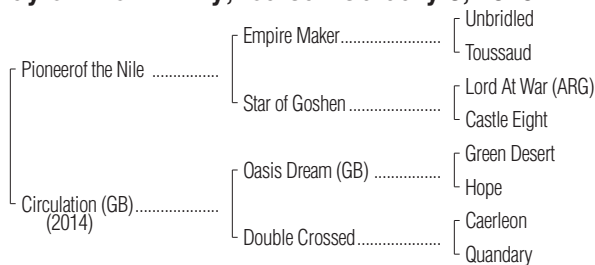 Unbridled
Empire Maker
Toussaud
Pioneerof the Nile
Lord At War (ARG)
Star of Goshen
Castle Eight
Green Desert
Oasis Dream (GB)
Hope
Circulation (GB)
(2014)
Caerleon
Double Crossed
Quandary